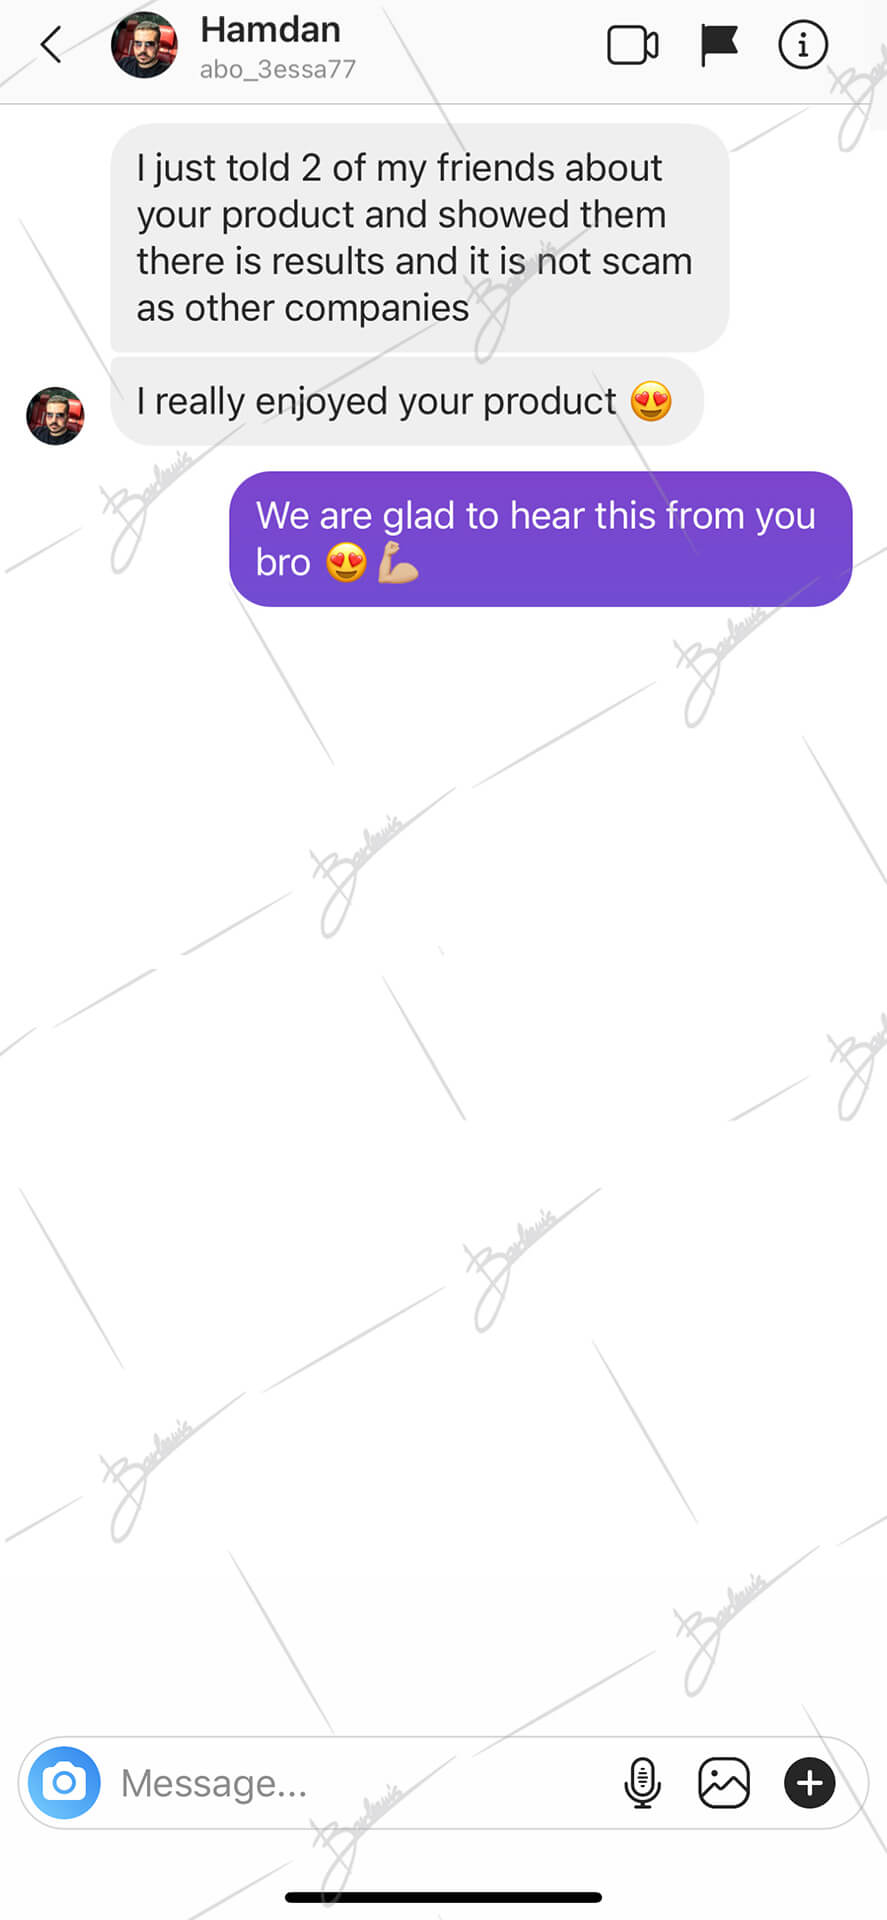 Hamdan
abo_3essa77
I just told 2 of my friends about
your product and showed them
there is results and it is not scam
as other companies
I really enjoyed your product 😍
We are glad to hear this from you
bro 😍💪🏼
Message...